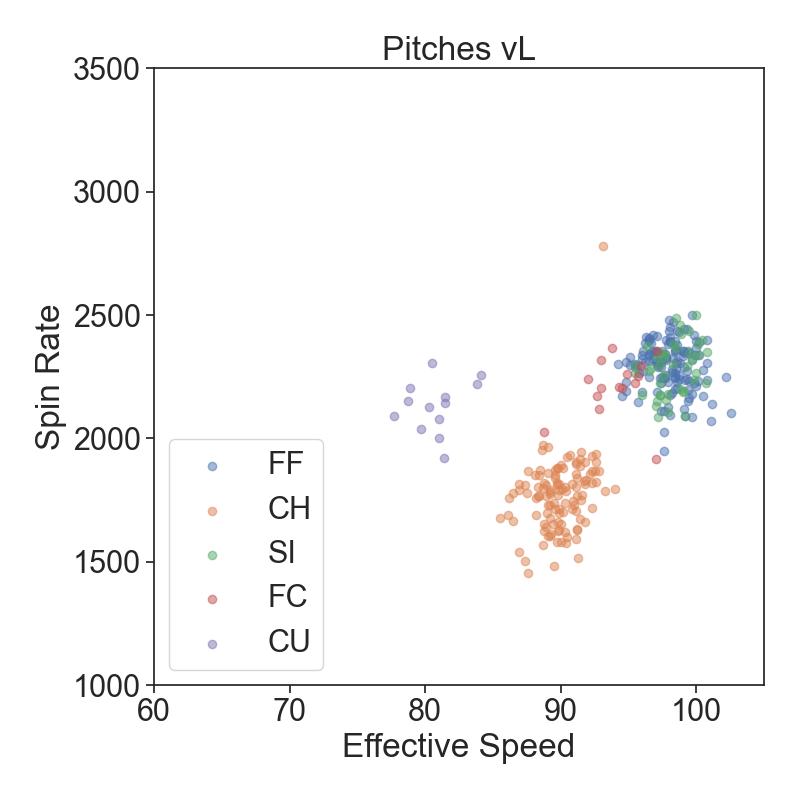 Pitches vL
3500
3000
2500
2000
1500
1000
Spin Rate
FF
CH
SI
FC
CU
60 70 80 90 100
Effective Speed